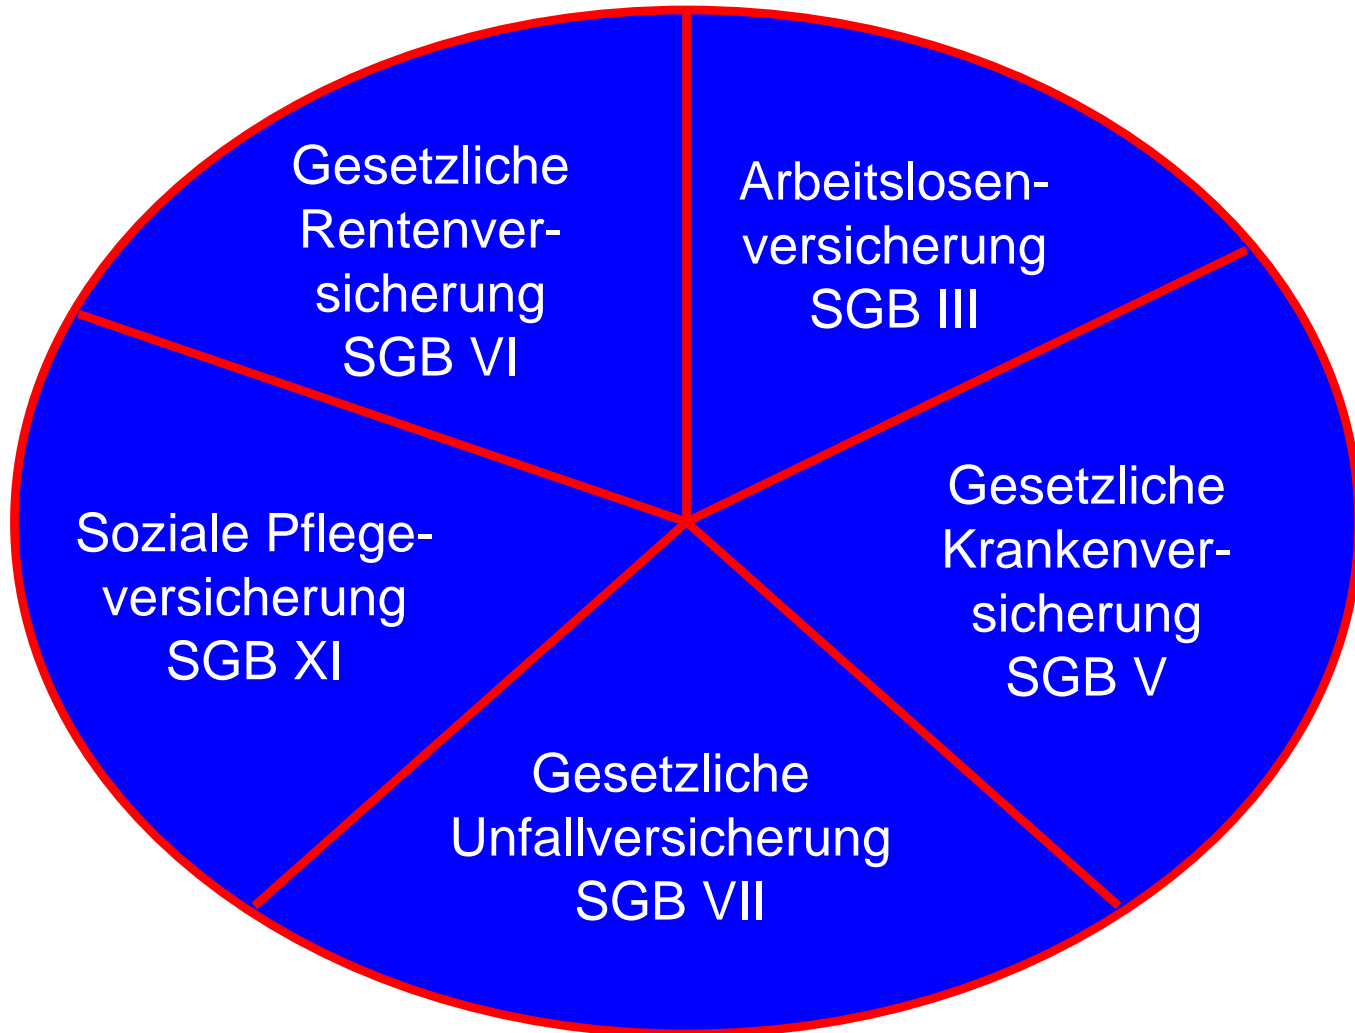 Gesetzliche
Rentenver-
sicherung
SGB VI
Arbeitslosen-
versicherung
SGB III
Soziale Pflege-
versicherung
SGB XI
Gesetzliche
Krankenver-
sicherung
SGB V
Gesetzliche
Unfallversicherung
SGB VII